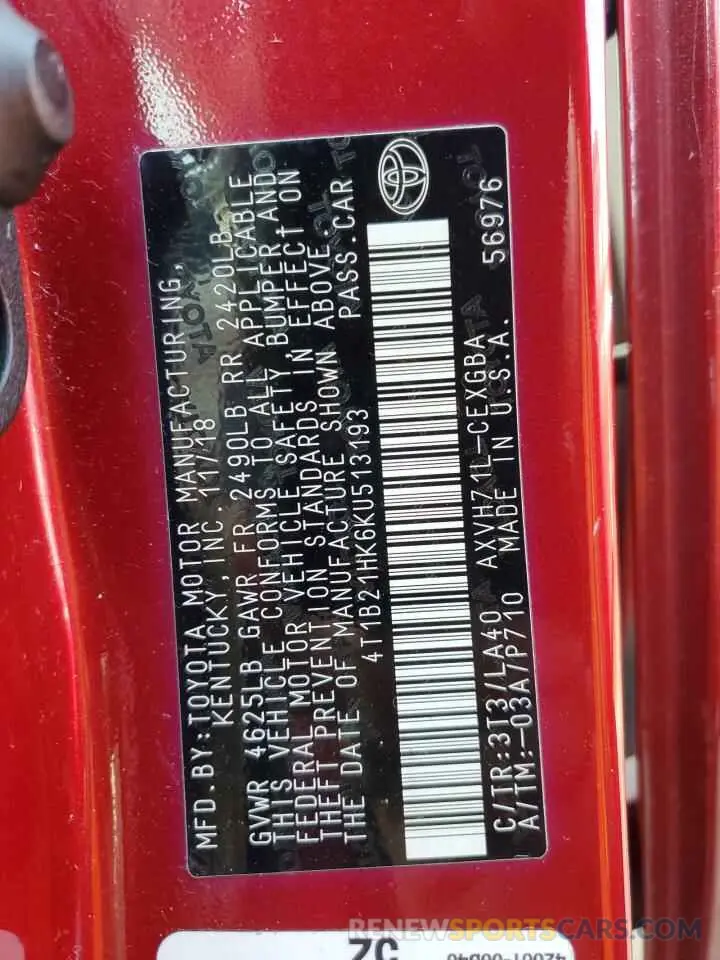 MFD.BY:TOYOTA MOTOR MANUFACTURING,
KENTUCKY,INC. 11/18
GVWR 4625LB GAWR FR 2490LB RR 2420LB
THIS VEHICLE CONFORMS TO ALL APPLICABLE
FEDERAL MOTOR VEHICLE SAFETY, BUMPER,AND
THEFT PREVENTION STANDARDS IN EFFECT ON
THE DATE OF MANUFACTURE SHOWN ABOVE.
4T1B21HK6KU513193 PASS.CAR
C/TR:3T3/LA40 AXVH71L-CEXGBA
A/TM:-03A/P710 MADE IN U.S.A. 56976
RENEWSPORTSCARS.COM